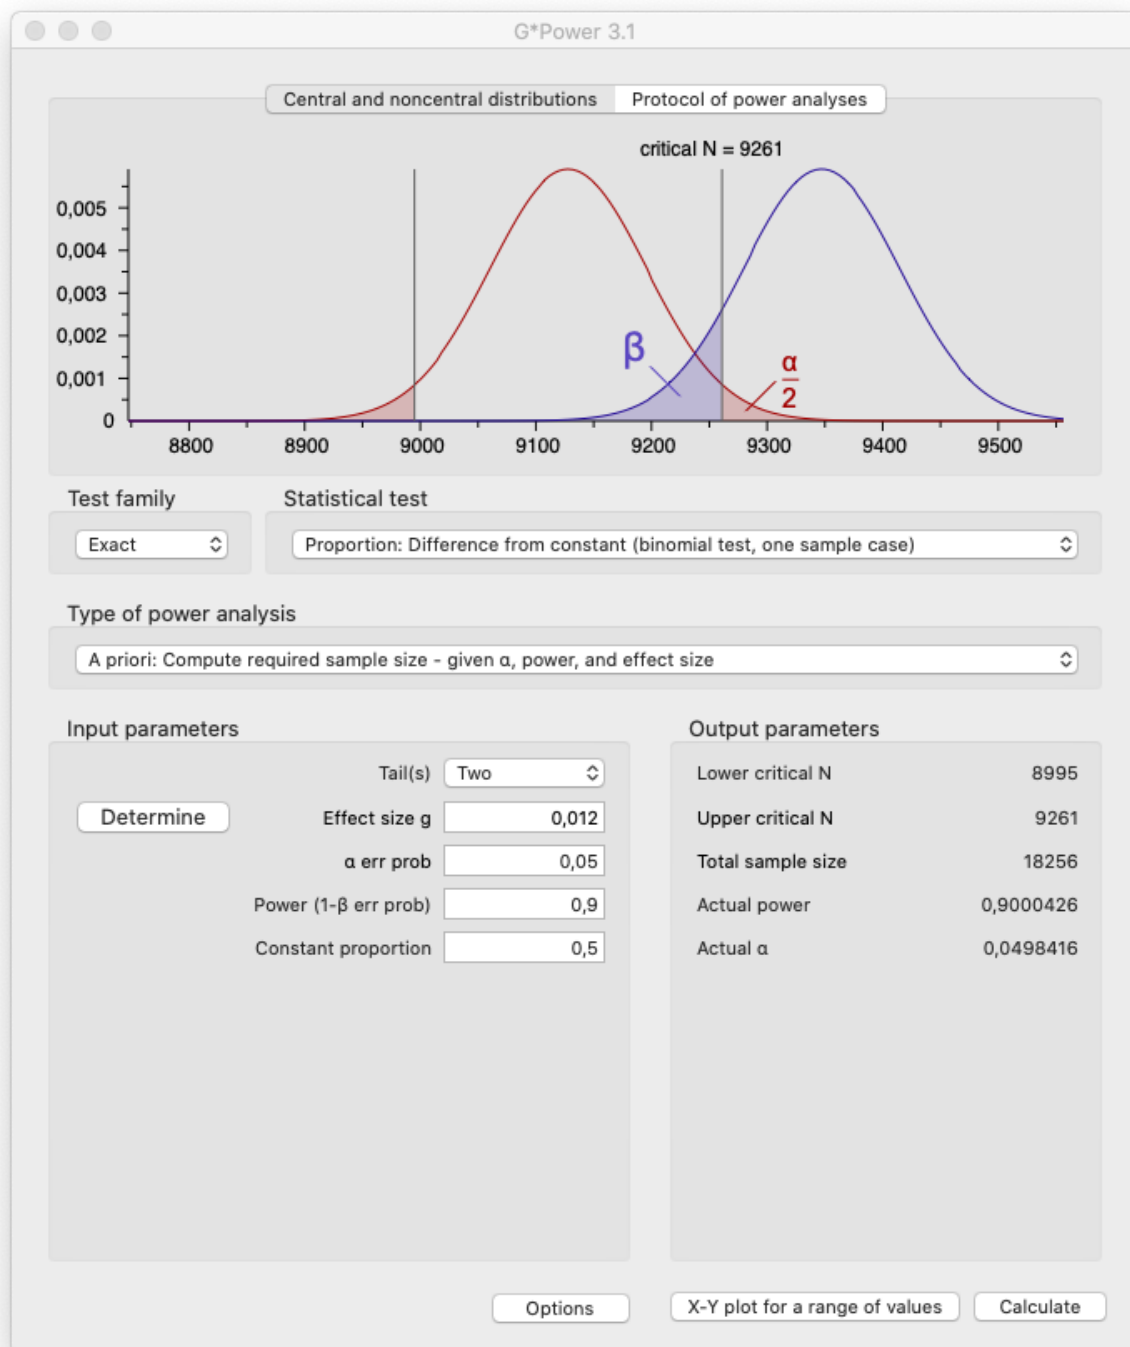 G*Power 3.1
Central and noncentral distributions Protocol of power analyses
critical N = 9261
0,005
0,004
0,003
0,002
0,001
0
β
α
2
8800 8900 9000 9100 9200 9300 9400 9500
Test family Statistical test
Exact Proportion: Difference from constant (binomial test, one sample case)
Type of power analysis
A priori: Compute required sample size - given α, power, and effect size
Input parameters Output parameters
Tail(s) Two Lower critical N 8995
Determine Effect size g 0,012 Upper critical N 9261
α err prob 0,05 Total sample size 18256
Power (1-β err prob) 0,9 Actual power 0,9000426
Constant proportion 0,5 Actual α 0,0498416
Options X-Y plot for a range of values Calculate